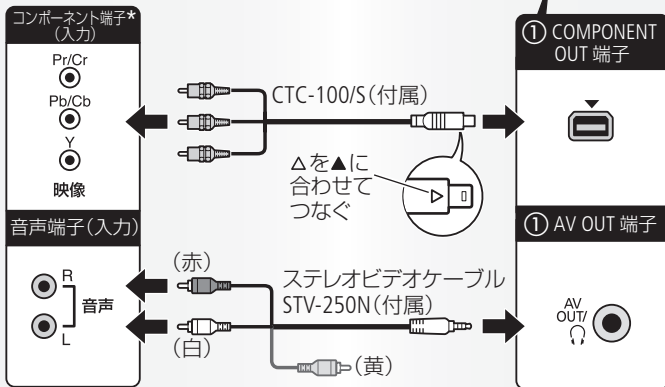 コンポーネント端子*
(入力)
Pr/Cr
Pb/Cb
Y
映像
CTC-100/S(付属)
△を▲に
合わせて
つなぐ
① COMPONENT
OUT 端子
音声端子(入力)
R
音声
L
(赤)
(白)
ステレオビデオケーブル
STV-250N(付属)
(黄)
① AV OUT 端子
AV
OUT/